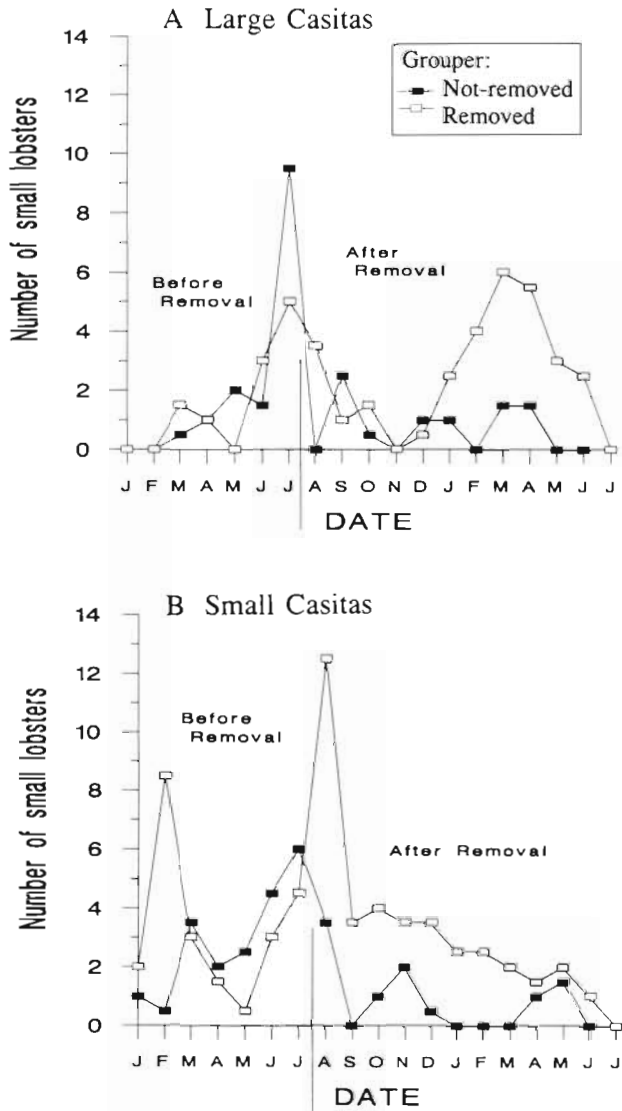 A Large Casitas
Grouper:
Not-removed
Removed
14
12
10
8
6
4
2
0
Number of small lobsters
Before
Removal
After
Removal
J F M A M J J A S O N D J F M A M J J
DATE
B Small Casitas
14
12
10
8
6
4
2
0
Number of small lobsters
Before
Removal
After Removal
J F M A M J J A S O N D J F M A M J J
DATE